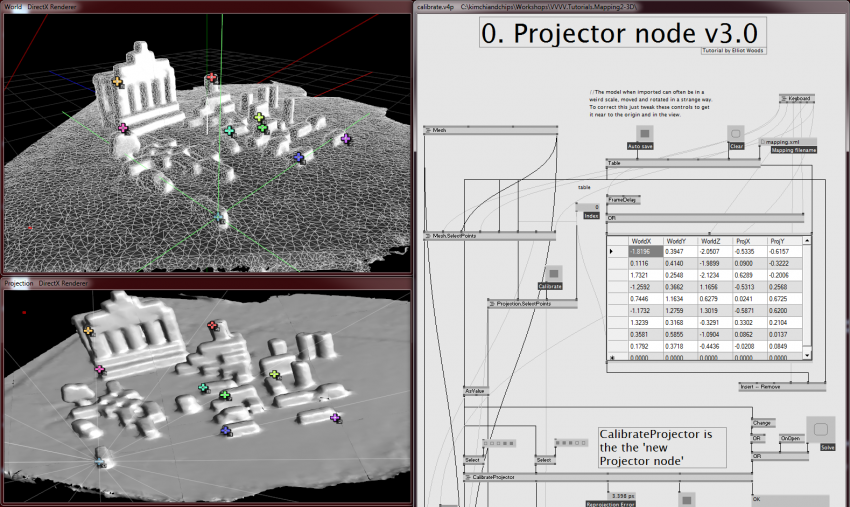 World DirectX Renderer
calibrate.v4p C:\kimchiandchips\Workshops\VVVV.Tutorials.Mapping2-3D\
0. Projector node v3.0
Tutorial by Elliot Woods
//The model when imported can often be in a
weird scale, moved and rotated in a strange way.
To correct this just tweak these controls to get
it near to the origin and in the view.
Keyboard
Mesh
Auto save
Clear
mapping.xml
Mapping filename
Table
table
FrameDelay
0
Index
OR
Mesh.SelectPoints
WorldX WorldY WorldZ ProjX ProjY
-1.8196 0.3947 -2.0507 -0.5335 -0.6157
0.1116 0.4140 -1.9899 0.0900 -0.3222
1.7321 0.2548 -2.1234 0.6289 -0.2006
-1.2592 0.3662 1.1656 -0.5313 0.2568
0.7446 1.1634 0.6279 0.0241 0.6725
-1.1732 1.2759 1.3019 -0.5871 0.6200
1.3239 0.3168 -0.3291 0.3302 0.2104
0.3581 0.5855 -1.0904 0.0862 0.0137
0.1792 0.3718 -0.4436 -0.0208 0.0849
0.0000 0.0000 0.0000 0.0000 0.0000
Projection DirectX Renderer
Calibrate
Projection.SelectPoints
Insert -- Remove
AsValue
Change
OR
OnOpen
Solve
CalibrateProjector is
the the 'new
Projector node'
Select
Select
OR
CalibrateProjector
Reprojection Error
OK